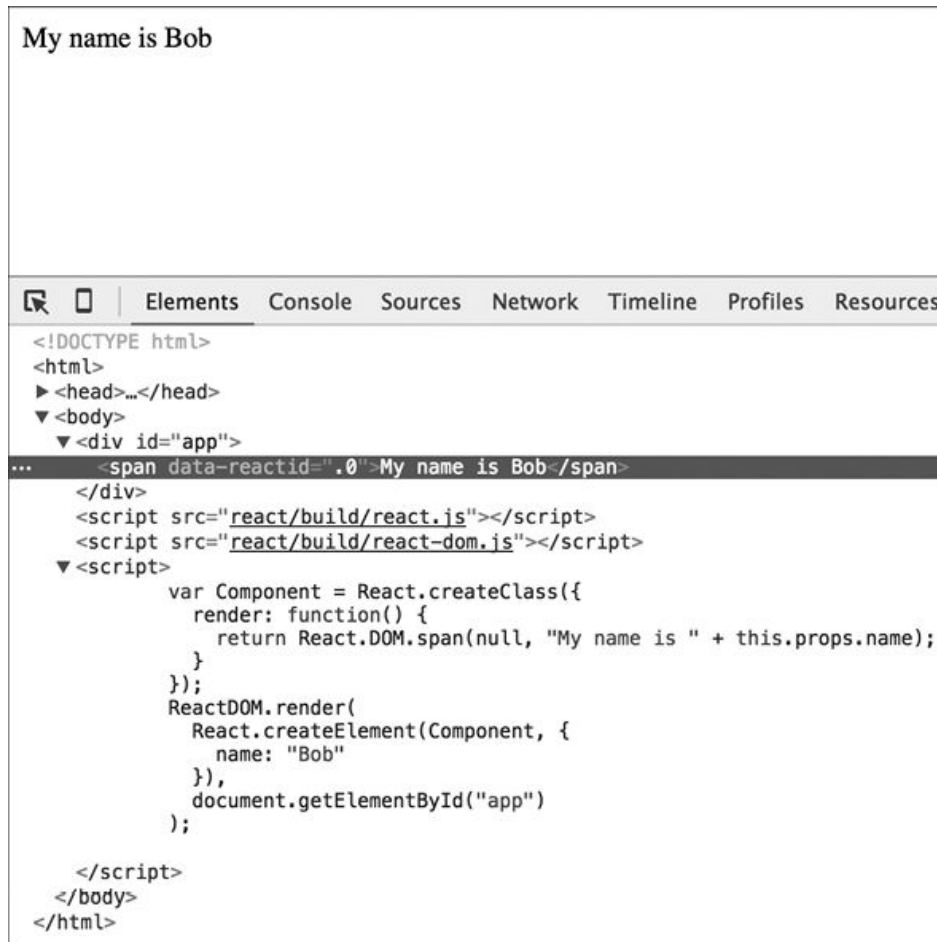 My name is Bob
Elements Console Sources Network Timeline Profiles Resources
<!DOCTYPE html>
<html>
<head>…</head>
<body>
<div id="app">
<span data-reactid=".0">My name is Bob</span>
</div>
<script src="react/build/react.js"></script>
<script src="react/build/react-dom.js"></script>
<script>
var Component = React.createClass({
render: function() {
return React.DOM.span(null, "My name is " + this.props.name);
}
});
ReactDOM.render(
React.createElement(Component, {
name: "Bob"
}),
document.getElementById("app")
);
</script>
</body>
</html>